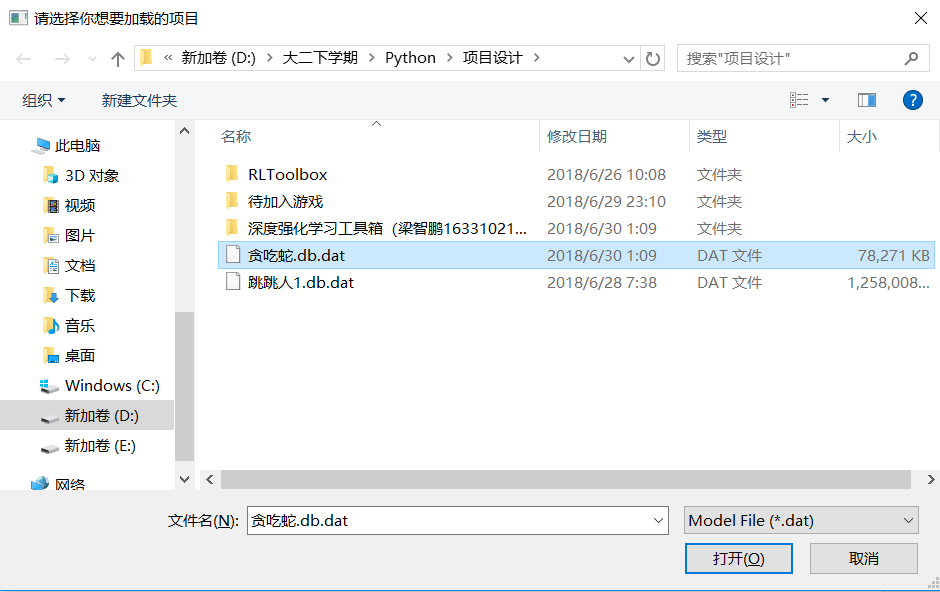 请选择你想要加载的项目
« 新加卷 (D:) > 大二下学期 > Python > 项目设计 >
搜索"项目设计"
组织
新建文件夹
名称 修改日期 类型 大小
此电脑
3D 对象
视频
图片
文档
下载
音乐
桌面
Windows (C:)
新加卷 (D:)
新加卷 (E:)
网络
RLToolbox 2018/6/26 10:08 文件夹
待加入游戏 2018/6/29 23:10 文件夹
深度强化学习工具箱（梁智鹏16331021... 2018/6/30 1:09 文件夹
贪吃蛇.db.dat 2018/6/30 1:09 DAT 文件 78,271 KB
跳跳人1.db.dat 2018/6/28 7:38 DAT 文件 1,258,008...
文件名(N): 贪吃蛇.db.dat
Model File (*.dat)
打开(O) 取消